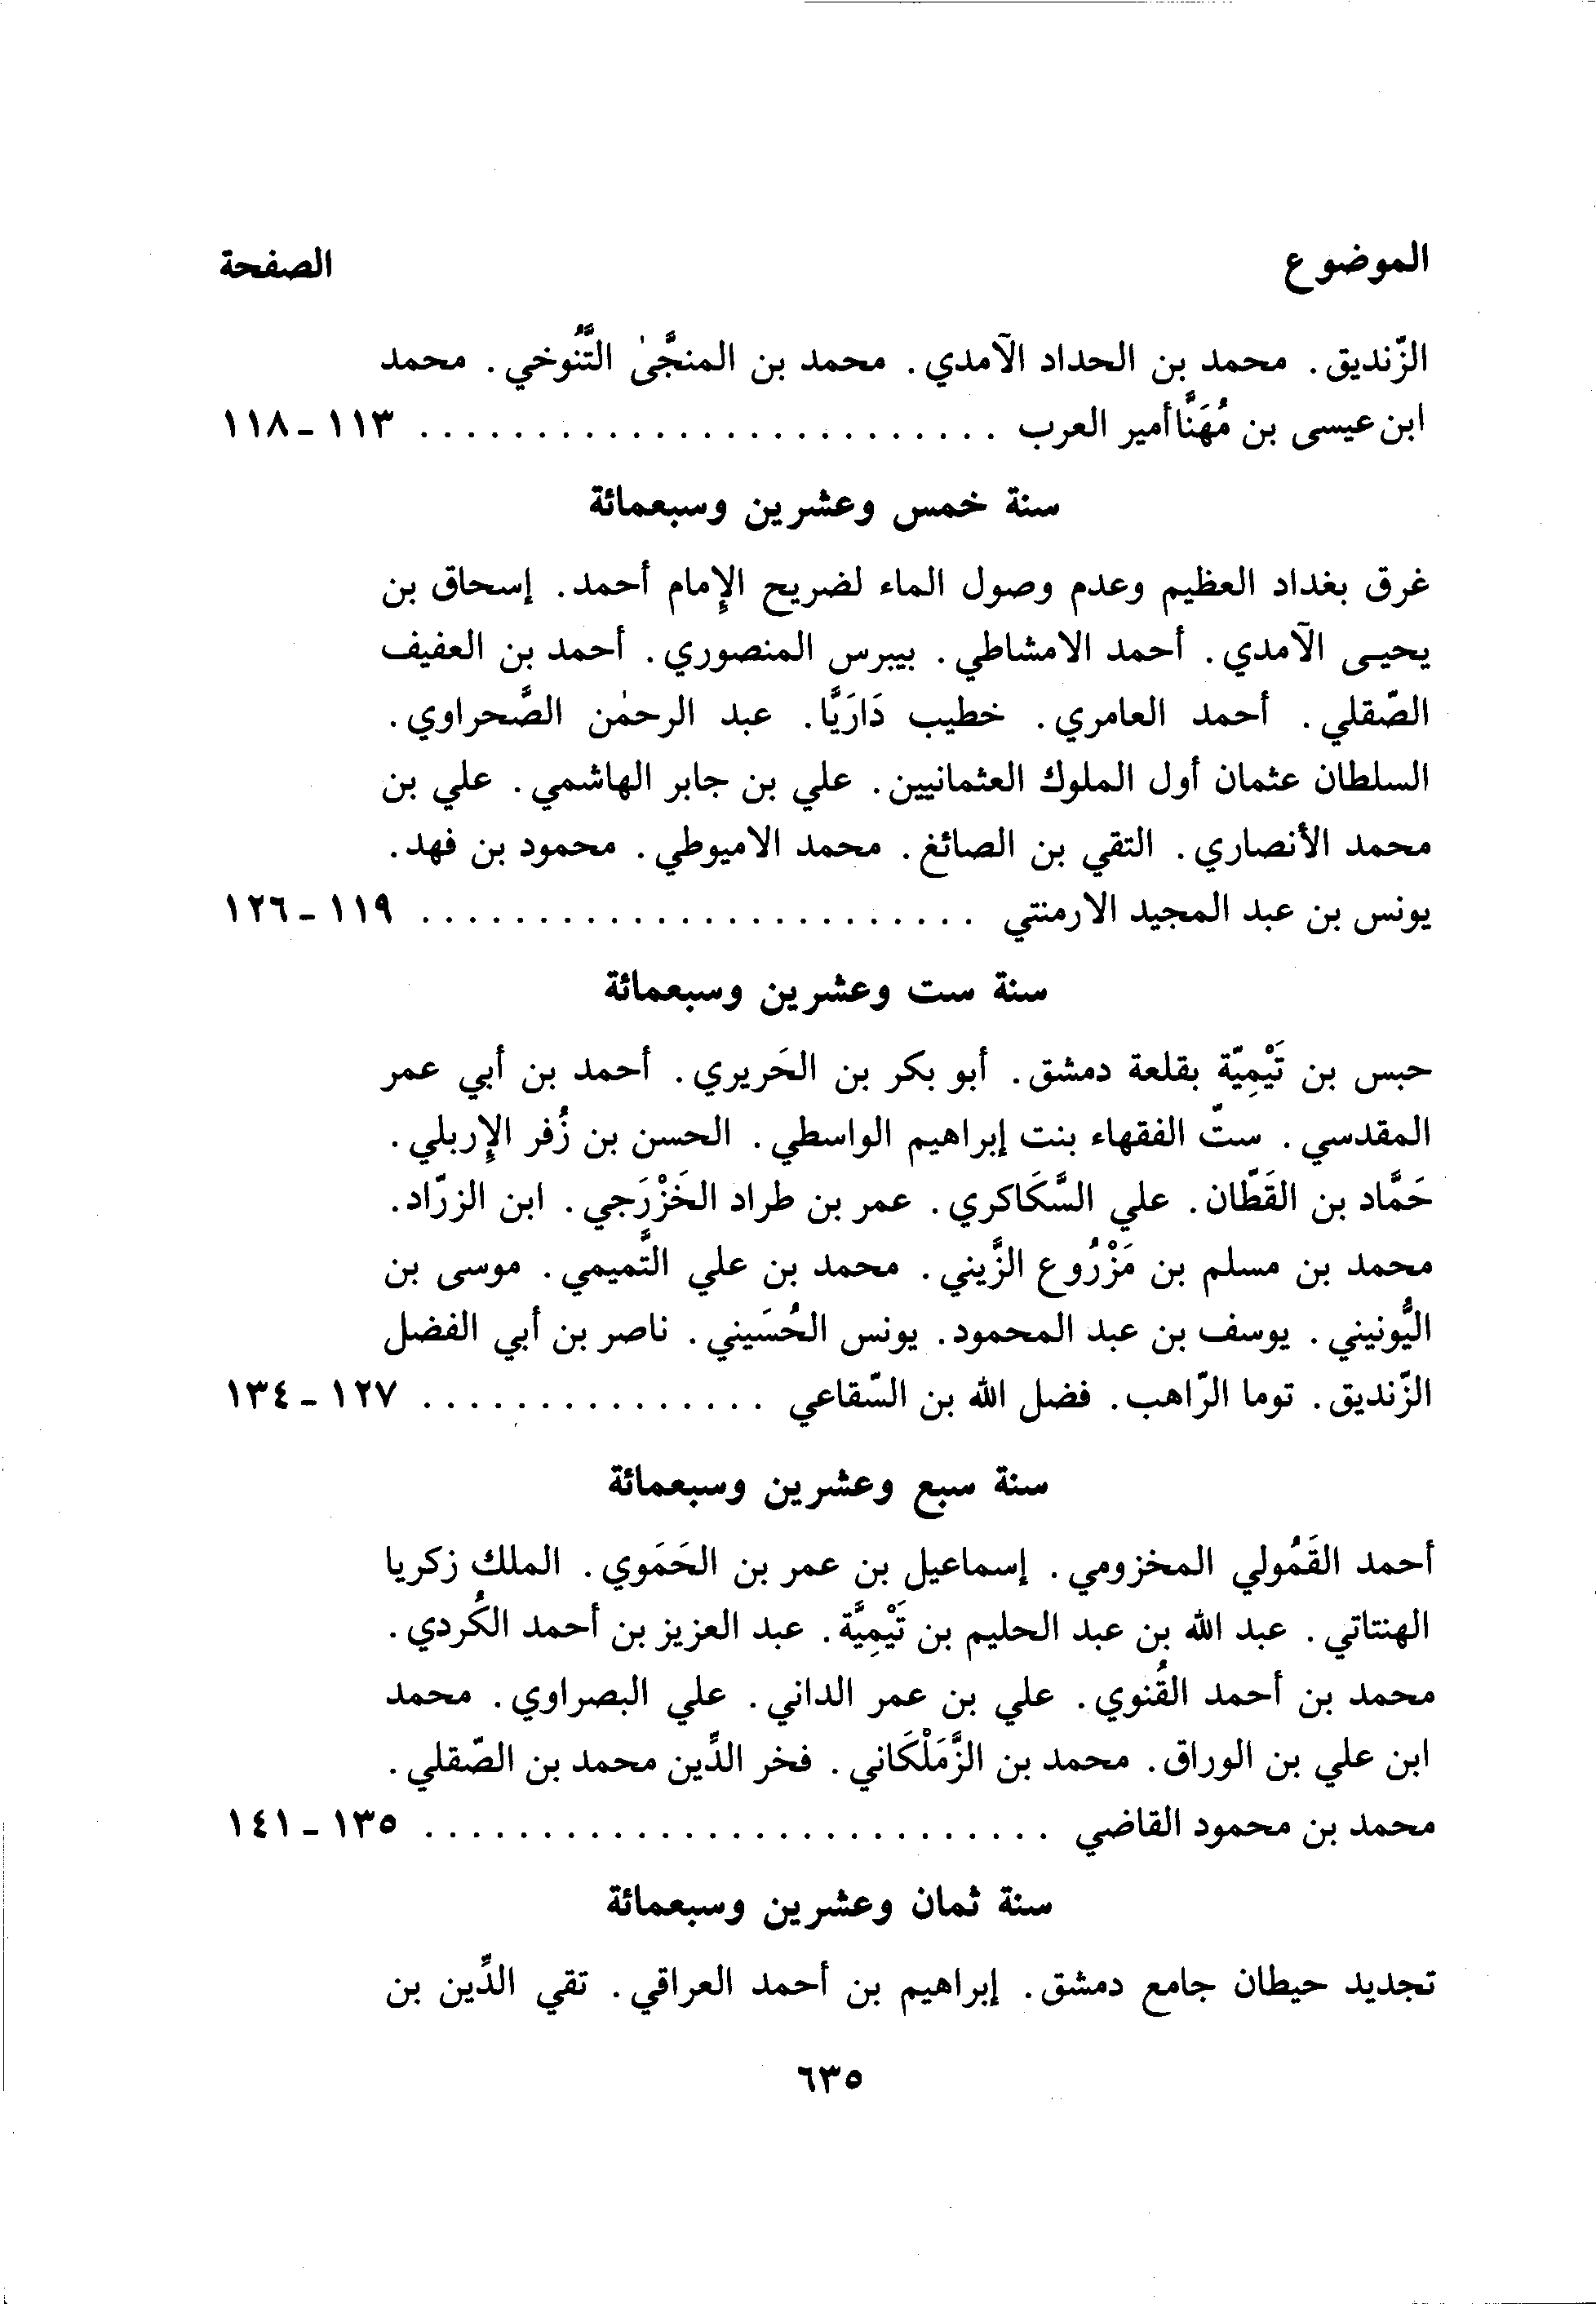 الموضوع الصفحة
الزّنديق. محمد بن الحداد الآمدي. محمد بن المنجَّىٰ التَّنُوخي. محمد
ابن عيسى بن مُهَنَّا أمير العرب . . . . . . . . . . . . . . . . . . . . . . . . . ١١٣ ـ ١١٨
سنة خمس وعشرين وسبعمائة
غرق بغداد العظيم وعدم وصول الماء لضريح الإِمام أحمد. إسحاق بن
يحيـى الآمدي. أحمد الامشاطي. بيبرس المنصوري. أحمد بن العفيف
الصّقلي. أحمد العامري. خطيب دَارَيَّا. عبد الرحمٰن الصَّحراوي.
السلطان عثمان أول الملوك العثمانيين. علي بن جابر الهاشمي. علي بن
محمد الأنصاري. التقي بن الصائغ. محمد الاميوطي. محمود بن فهد.
يونس بن عبد المجيد الارمنتي . . . . . . . . . . . . . . . . . . . . . . . . ١١٩ ـ ١٢٦
سنة ست وعشرين وسبعمائة
حبس بن تَيْمِيّة بقلعة دمشق. أبو بكر بن الحَريري. أحمد بن أبي عمر
المقدسي. ستّ الفقهاء بنت إبراهيم الواسطي. الحسن بن زُفر الإِربلي.
حَمَّاد بن القَطّان. علي السَّكَاكري. عمر بن طراد الخَزْرَجي. ابن الزرّاد.
محمد بن مسلم بن مَزْرُوع الزَّيني. محمد بن علي التَّميمي. موسى بن
اليُّونيني. يوسف بن عبد المحمود. يونس الحُسَيني. ناصر بن أبي الفضل
الزّنديق. توما الرّاهب. فضل الله بن السّقاعي . . . . . . . . . . . . . . . ١٢٧ ـ ١٣٤
سنة سبع وعشرين وسبعمائة
أحمد القَمُولي المخزومي. إسماعيل بن عمر بن الحَمَوي. الملك زكريا
الهنتاتي. عبد الله بن عبد الحليم بن تَيْمِيَّة. عبد العزيز بن أحمد الكُردي.
محمد بن أحمد القُنوي. علي بن عمر الداني. علي البصراوي. محمد
ابن علي بن الوراق. محمد بن الزَّمَلْكَاني. فخر الدِّين محمد بن الصّقلي.
محمد بن محمود القاضي . . . . . . . . . . . . . . . . . . . . . . . . . . . ١٣٥ ـ ١٤١
سنة ثمان وعشرين وسبعمائة
تجديد حيطان جامع دمشق. إبراهيم بن أحمد العراقي. تقي الدِّين بن
٦٣٥